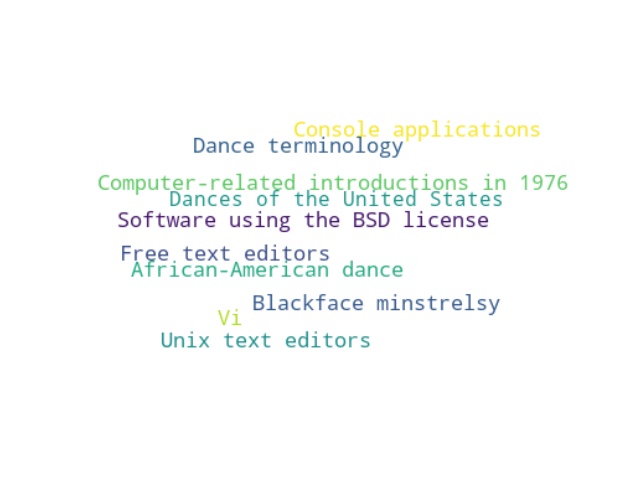 Console applications
Dance terminology
Computer-related introductions in 1976
Dances of the United States
Software using the BSD license
Free text editors
African-American dance
Blackface minstrelsy
Vi
Unix text editors